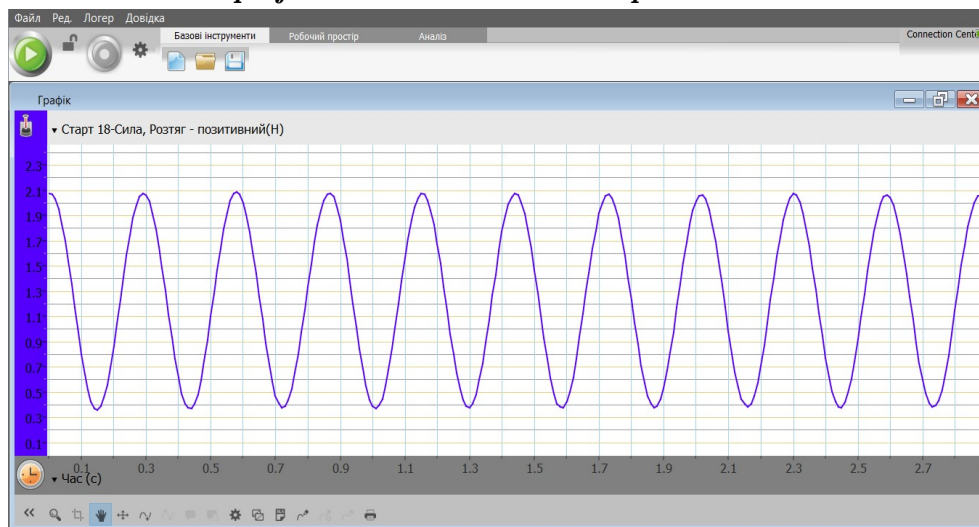 Файл Ред. Логер Довідка
Базові інструменти Робочий простір Аналіз
Графік
▾ Старт 18-Сила, Розтяг - позитивний(Н)
2.3
2.1
1.9
1.7
1.5
1.3
1.1
0.9
0.7
0.5
0.3
0.1
0.1 0.3 0.5 0.7 0.9 1.1 1.3 1.5 1.7 1.9 2.1 2.3 2.5 2.7
▾ Час (с)